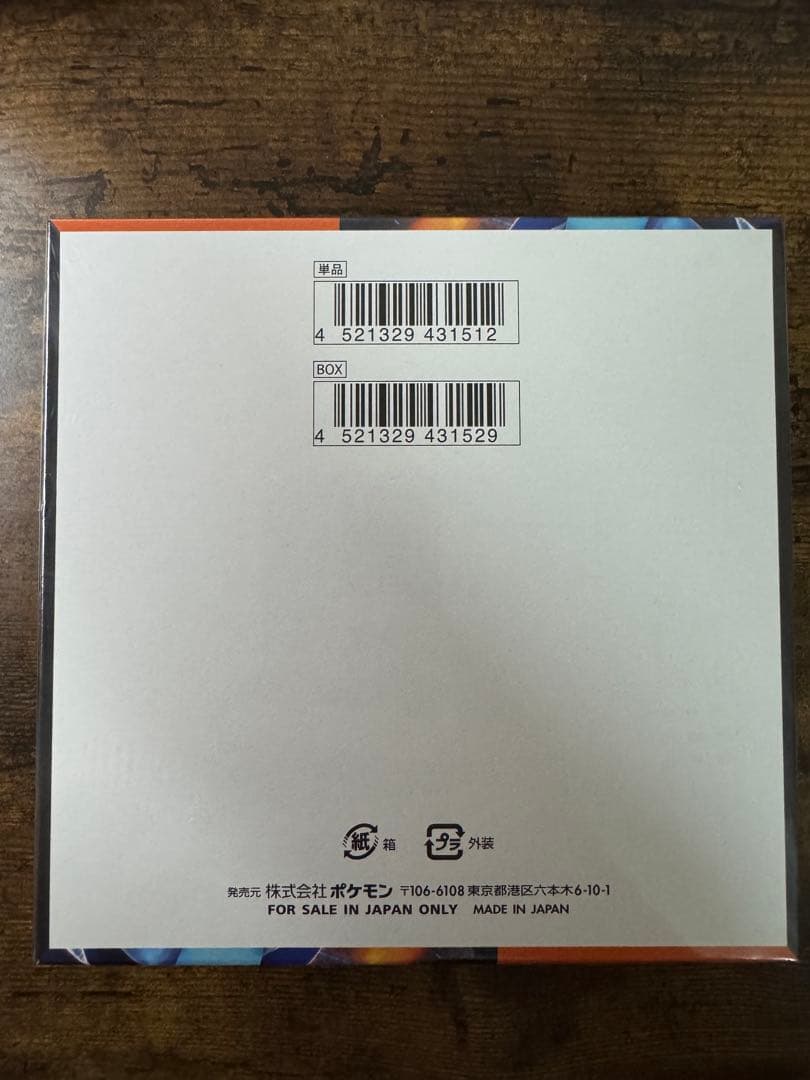 単品
4 521329 431512
BOX
4 521329 431529
紙 箱 プラ 外装
発売元 株式会社 ポケモン 〒106-6108 東京都港区六本木6-10-1
FOR SALE IN JAPAN ONLY MADE IN JAPAN